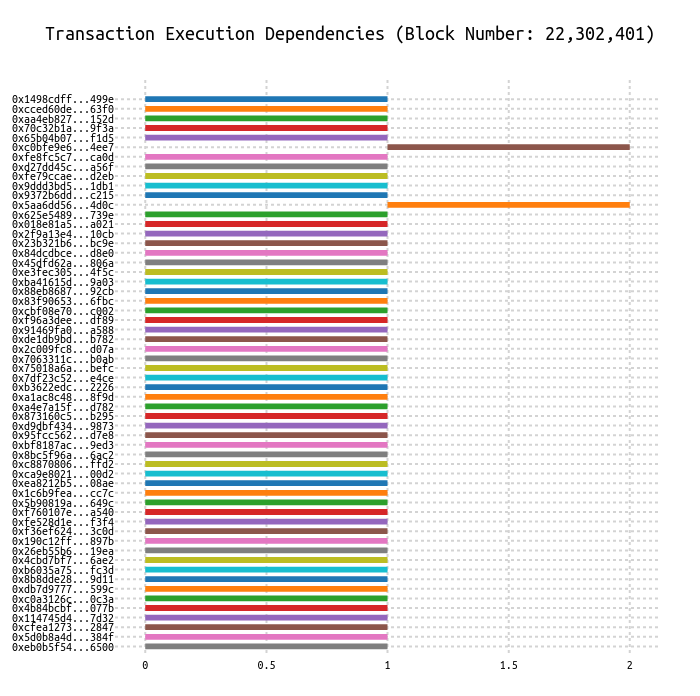 Transaction Execution Dependencies (Block Number: 22,302,401)
0x1498cdff...499e
0xcced60de...63f0
0xaa4eb827...152d
0x70c32b1a...9f3a
0x65b04b07...f1d5
0xc0bfe9e6...4ee7
0xfe8fc5c7...ca0d
0xd27dd45c...a56f
0xfe79ccae...d2eb
0x9ddd3bd5...1db1
0x9372b6dd...c215
0x5aa6dd56...4d0c
0x625e5489...739e
0x018e81a5...a021
0x2f9a13e4...10cb
0x23b321b6...bc9e
0x84dcdbce...d8e0
0x45dfd62a...806a
0xe3fec305...4f5c
0xba41615d...9a03
0x88eb8687...92cb
0x83f90653...6fbc
0xcbf08e70...c002
0xf96a3dee...df89
0x91469fa0...a588
0xde1db9bd...b782
0x2c009fc8...d07a
0x7063311c...b0ab
0x75018a6a...befc
0x7df23c52...e4ce
0xb3622edc...2226
0xa1ac8c48...8f9d
0xa4e7a15f...d782
0x873160c5...b295
0xd9dbf434...9873
0x95fcc562...d7e8
0xbf8187ac...9ed3
0x8bc5f96a...6ac2
0xc8870806...ffd2
0xca9e8021...00d2
0xea8212b5...08ae
0x1c6b9fea...cc7c
0x5b90819a...649c
0xf760107e...a540
0xfe528d1e...f3f4
0xf36ef624...3c0d
0x190c12ff...897b
0x26eb55b6...19ea
0x4cbd7bf7...6ae2
0xb6035a75...fc3d
0x8b8dde28...9d11
0xdb7d9777...599c
0xc0a3126c...0c3a
0x4b84bcbf...077b
0x114745d4...7d32
0xcfea1273...2847
0x5d0b8a4d...384f
0xeb0b5f54...6500
0 0.5 1 1.5 2